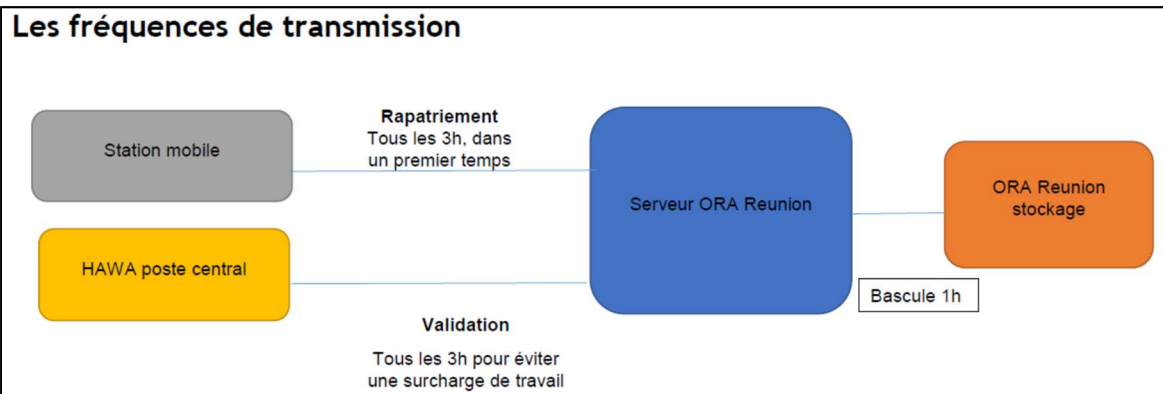 Les fréquences de transmission
Station mobile
Rapatriement
Tous les 3h, dans
un premier temps
Serveur ORA Reunion
ORA Reunion
stockage
HAWA poste central
Bascule 1h
Validation
Tous les 3h pour éviter
une surcharge de travail